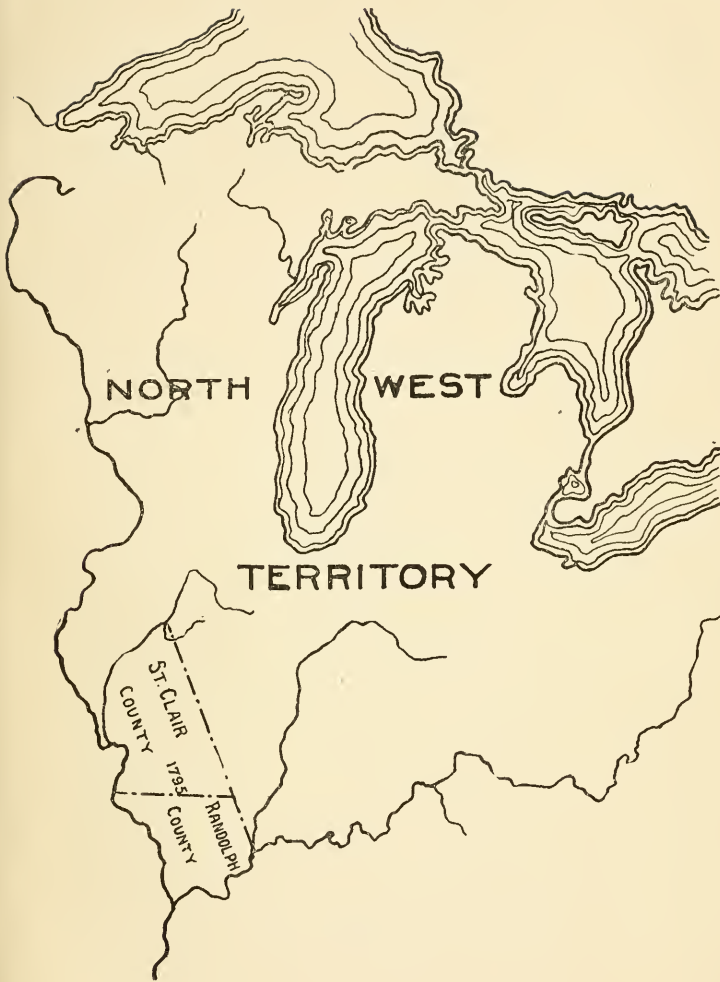 NORTH WEST
TERRITORY
ST. CLAIR
COUNTY 1795
RANDOLPH
COUNTY